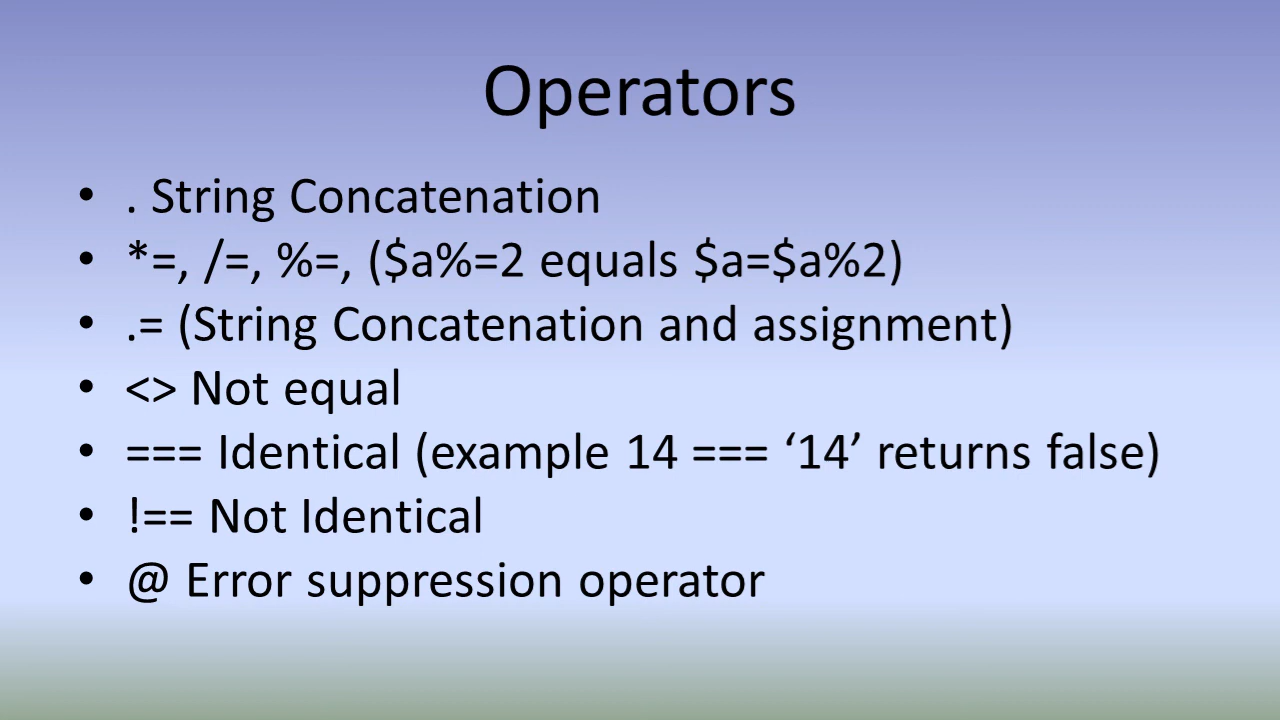 Operators
• . String Concatenation
• *=, /=, %=, ($a%=2 equals $a=$a%2)
• .= (String Concatenation and assignment)
• <> Not equal
• === Identical (example 14 === ‘14’ returns false)
• !== Not Identical
• @ Error suppression operator